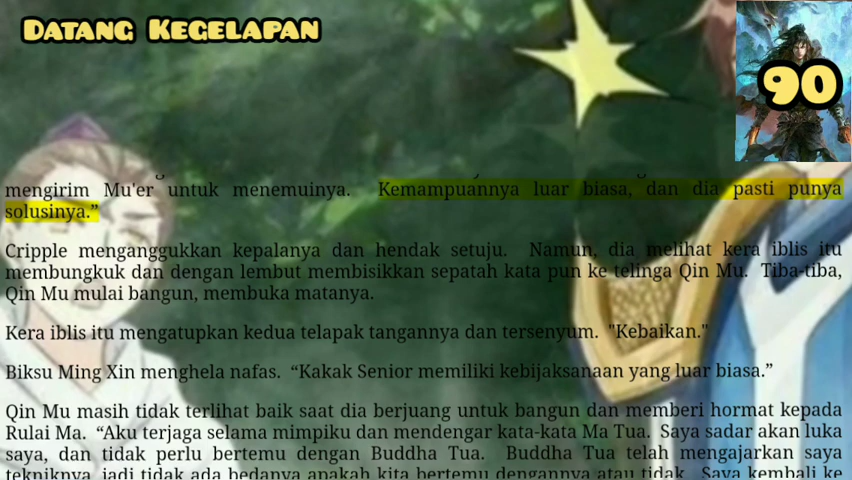 Datang Kegelapan
90
mengirim Mu'er untuk menemuinya. Kemampuannya luar biasa, dan dia pasti punya
solusinya.”
Cripple menganggukkan kepalanya dan hendak setuju. Namun, dia melihat kera iblis itu
membungkuk dan dengan lembut membisikkan sepatah kata pun ke telinga Qin Mu. Tiba-tiba,
Qin Mu mulai bangun, membuka matanya.
Kera iblis itu mengatupkan kedua telapak tangannya dan tersenyum. "Kebaikan."
Biksu Ming Xin menghela nafas. “Kakak Senior memiliki kebijaksanaan yang luar biasa.”
Qin Mu masih tidak terlihat baik saat dia berjuang untuk bangun dan memberi hormat kepada
Rulai Ma. “Aku terjaga selama mimpiku dan mendengar kata-kata Ma Tua. Saya sadar akan luka
saya, dan tidak perlu bertemu dengan Buddha Tua. Buddha Tua telah mengajarkan saya
tekniknya, jadi tidak ada bedanya apakah kita bertemu dengannya atau tidak. Saya kembali ke